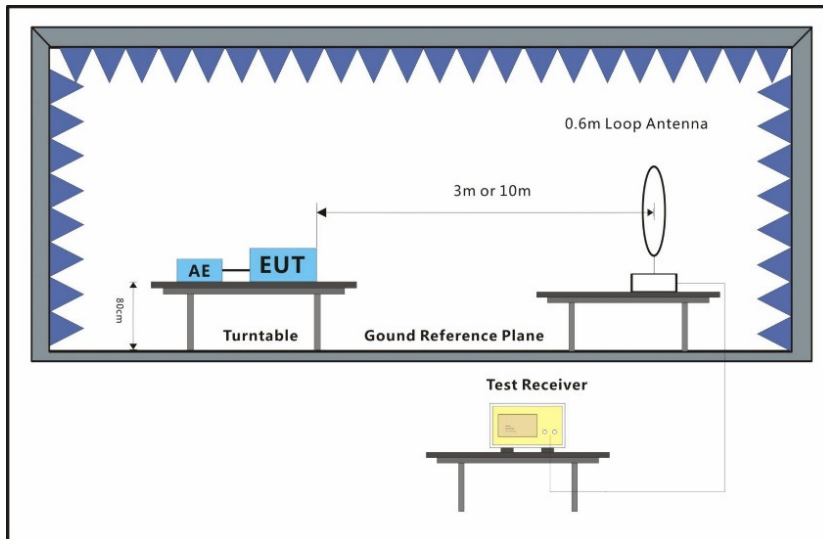 0.6m Loop Antenna
3m or 10m
AE
EUT
80cm
Turntable
Gound Reference Plane
Test Receiver